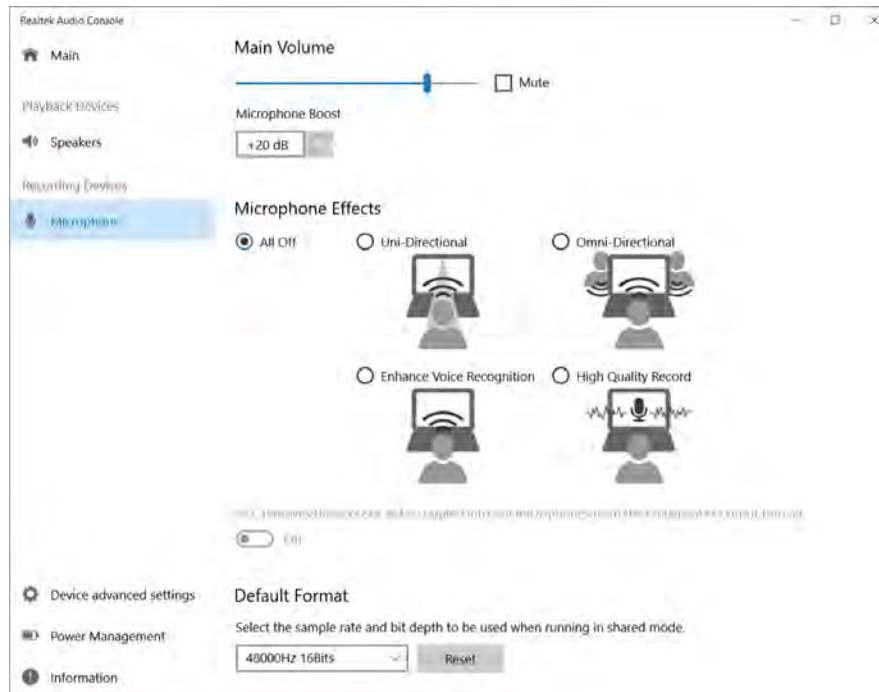 Realtek Audio Console
Main
Playback Devices
Speakers
Recording Devices
Microphone
Main Volume
Mute
Microphone Boost
+20 dB
Microphone Effects
All Off
Uni-Directional
Omni-Directional
Enhance Voice Recognition
High Quality Record
Off
Device advanced settings
Power Management
Information
Default Format
Select the sample rate and bit depth to be used when running in shared mode.
48000Hz 16Bits
Reset